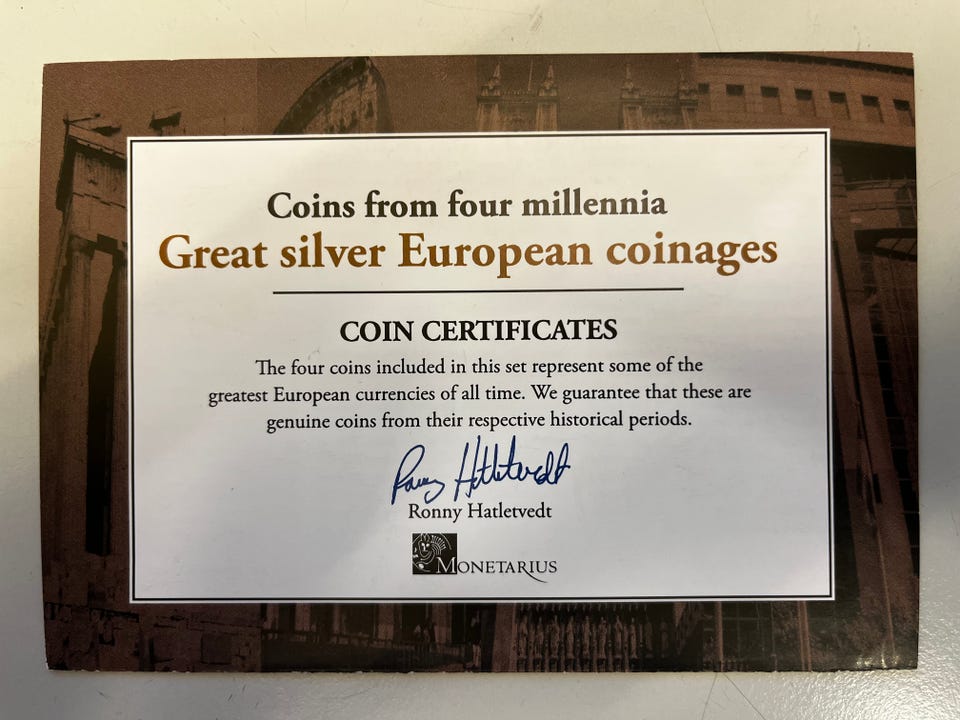 Coins from four millennia
Great silver European coinages
COIN CERTIFICATES
The four coins included in this set represent some of the
greatest European currencies of all time. We guarantee that these are
genuine coins from their respective historical periods.
Ronny Hatletvedt
Ronny Hatletvedt
MONETARIUS